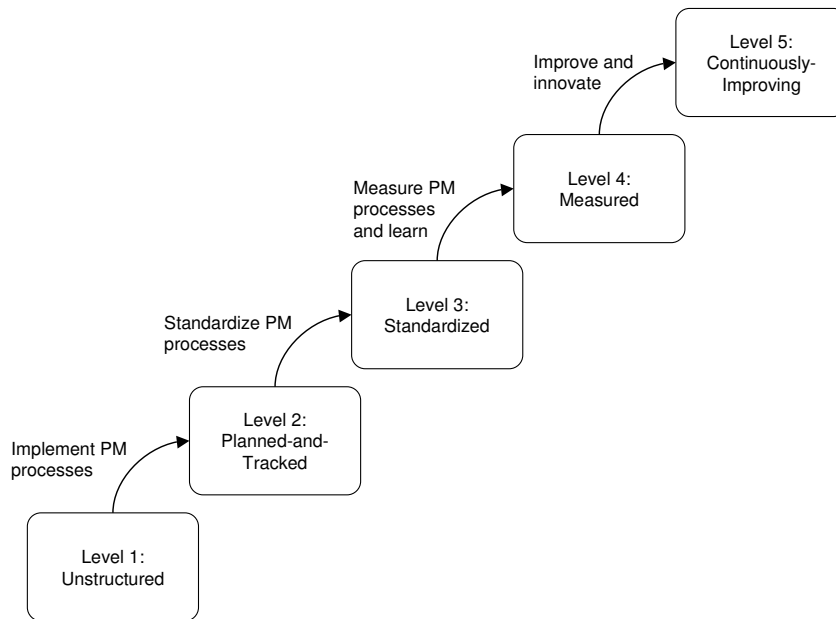 Level 5:
Continuously-
Improving
Improve and
innovate
Level 4:
Measured
Measure PM
processes
and learn
Level 3:
Standardized
Standardize PM
processes
Level 2:
Planned-and-
Tracked
Implement PM
processes
Level 1:
Unstructured